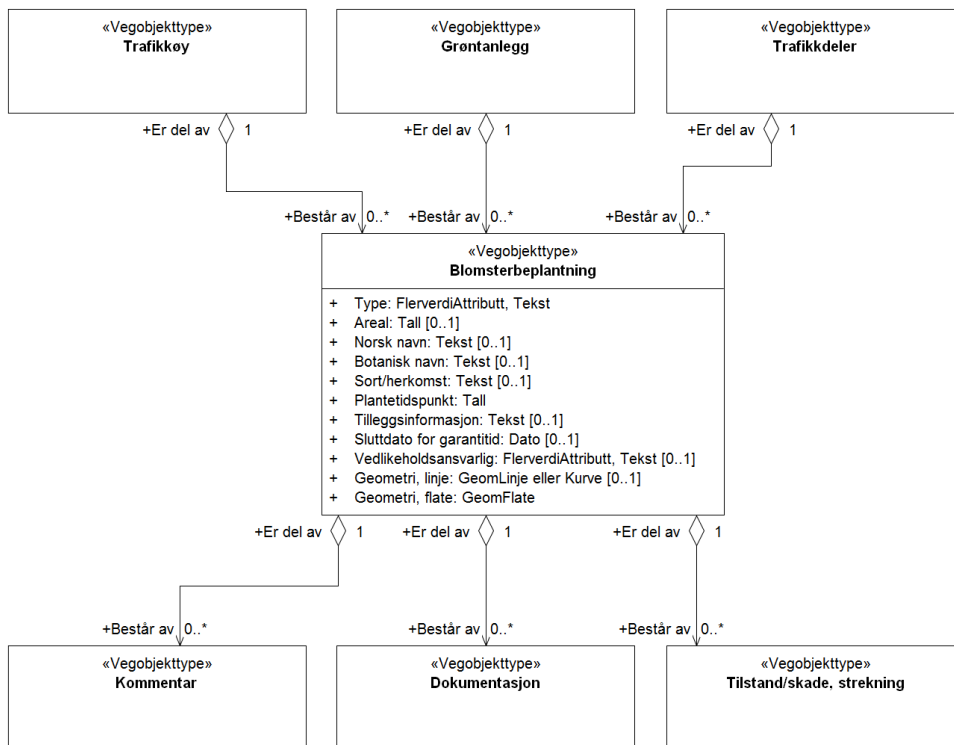 «Vegobjekttype»
Trafikkøy
«Vegobjekttype»
Grøntanlegg
«Vegobjekttype»
Trafikkdeler
+Er del av 1
+Er del av 1
+Er del av 1
+Består av 0..*
+Består av 0..*
+Består av 0..*
«Vegobjekttype»
Blomsterbeplantning
+ Type: FlerverdiAttributt, Tekst
+ Areal: Tall [0..1]
+ Norsk navn: Tekst [0..1]
+ Botanisk navn: Tekst [0..1]
+ Sort/herkomst: Tekst [0..1]
+ Plantetidspunkt: Tall
+ Tilleggsinformasjon: Tekst [0..1]
+ Sluttdato for garantitid: Dato [0..1]
+ Vedlikeholdsansvarlig: FlerverdiAttributt, Tekst [0..1]
+ Geometri, linje: GeomLinje eller Kurve [0..1]
+ Geometri, flate: GeomFlate
+Er del av 1
+Er del av 1
+Er del av 1
+Består av 0..*
+Består av 0..*
+Består av 0..*
«Vegobjekttype»
Kommentar
«Vegobjekttype»
Dokumentasjon
«Vegobjekttype»
Tilstand/skade, strekning